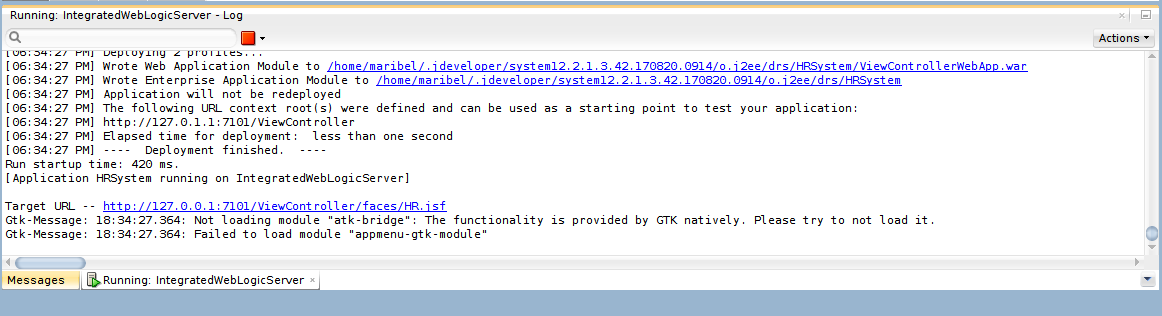 Running: IntegratedWebLogicServer - Log
Actions
[06:34:27 PM] Deploying 2 profiles...
[06:34:27 PM] Wrote Web Application Module to /home/maribel/.jdeveloper/system12.2.1.3.42.170820.0914/o.j2ee/drs/HRSystem/ViewControllerWebApp.war
[06:34:27 PM] Wrote Enterprise Application Module to /home/maribel/.jdeveloper/system12.2.1.3.42.170820.0914/o.j2ee/drs/HRSystem
[06:34:27 PM] Application will not be redeployed
[06:34:27 PM] The following URL context root(s) were defined and can be used as a starting point to test your application:
[06:34:27 PM] http://127.0.1.1:7101/ViewController
[06:34:27 PM] Elapsed time for deployment:  less than one second
[06:34:27 PM] ----  Deployment finished.  ----
Run startup time: 420 ms.
[Application HRSystem running on IntegratedWebLogicServer]
Target URL -- http://127.0.0.1:7101/ViewController/faces/HR.jsf
Gtk-Message: 18:34:27.364: Not loading module "atk-bridge": The functionality is provided by GTK natively. Please try to not load it.
Gtk-Message: 18:34:27.364: Failed to load module "appmenu-gtk-module"
Messages
Running: IntegratedWebLogicServer